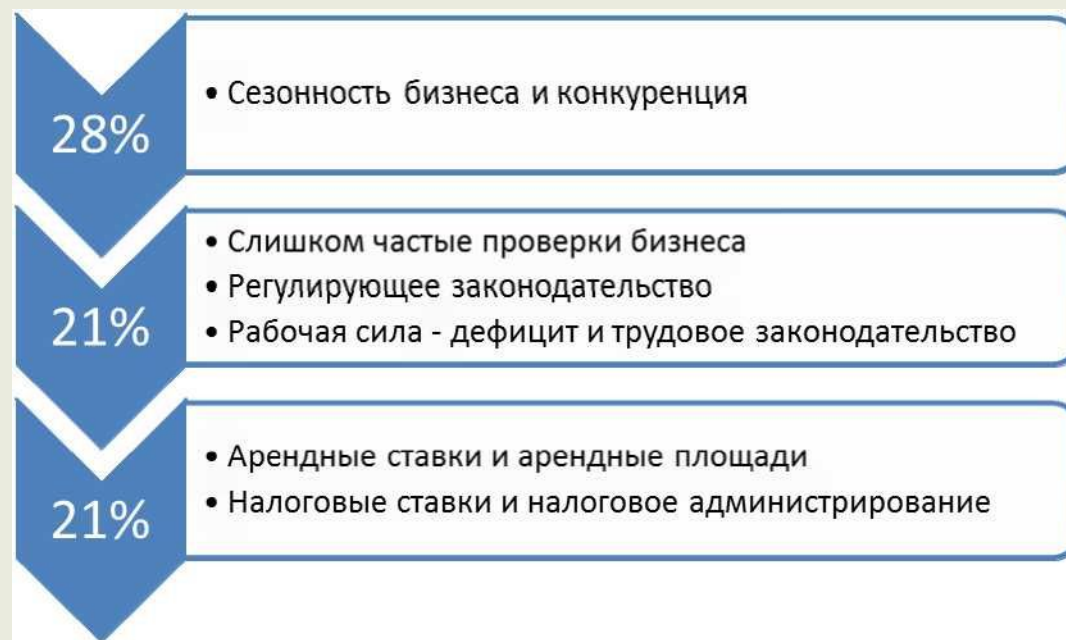 28%
• Сезонность бизнеса и конкуренция
21%
• Слишком частые проверки бизнеса
• Регулирующее законодательство
• Рабочая сила - дефицит и трудовое законодательство
21%
• Арендные ставки и арендные площади
• Налоговые ставки и налоговое администрирование